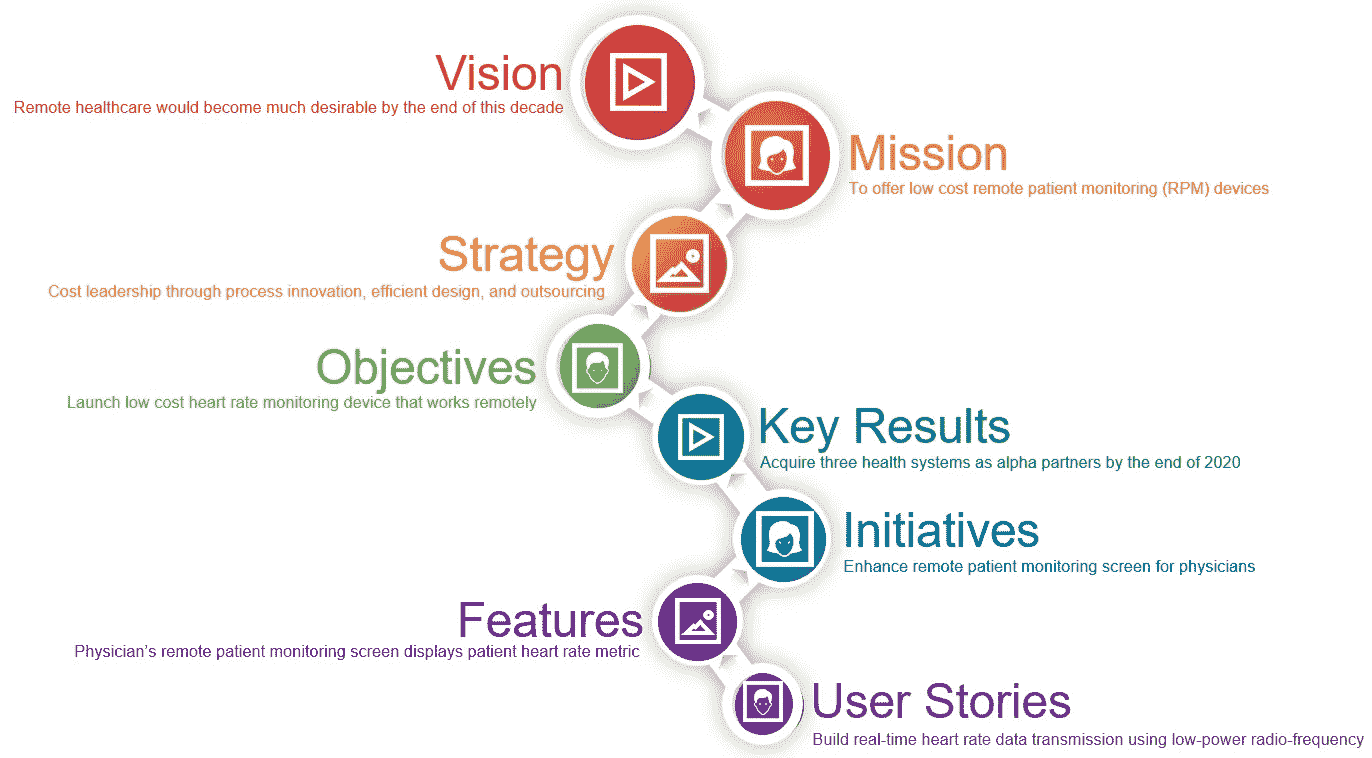 Vision
Remote healthcare would become much desirable by the end of this decade
Mission
To offer low cost remote patient monitoring (RPM) devices
Strategy
Cost leadership through process innovation, efficient design, and outsourcing
Objectives
Launch low cost heart rate monitoring device that works remotely
Key Results
Acquire three health systems as alpha partners by the end of 2020
Initiatives
Enhance remote patient monitoring screen for physicians
Features
Physician’s remote patient monitoring screen displays patient heart rate metric
User Stories
Build real-time heart rate data transmission using low-power radio-frequency